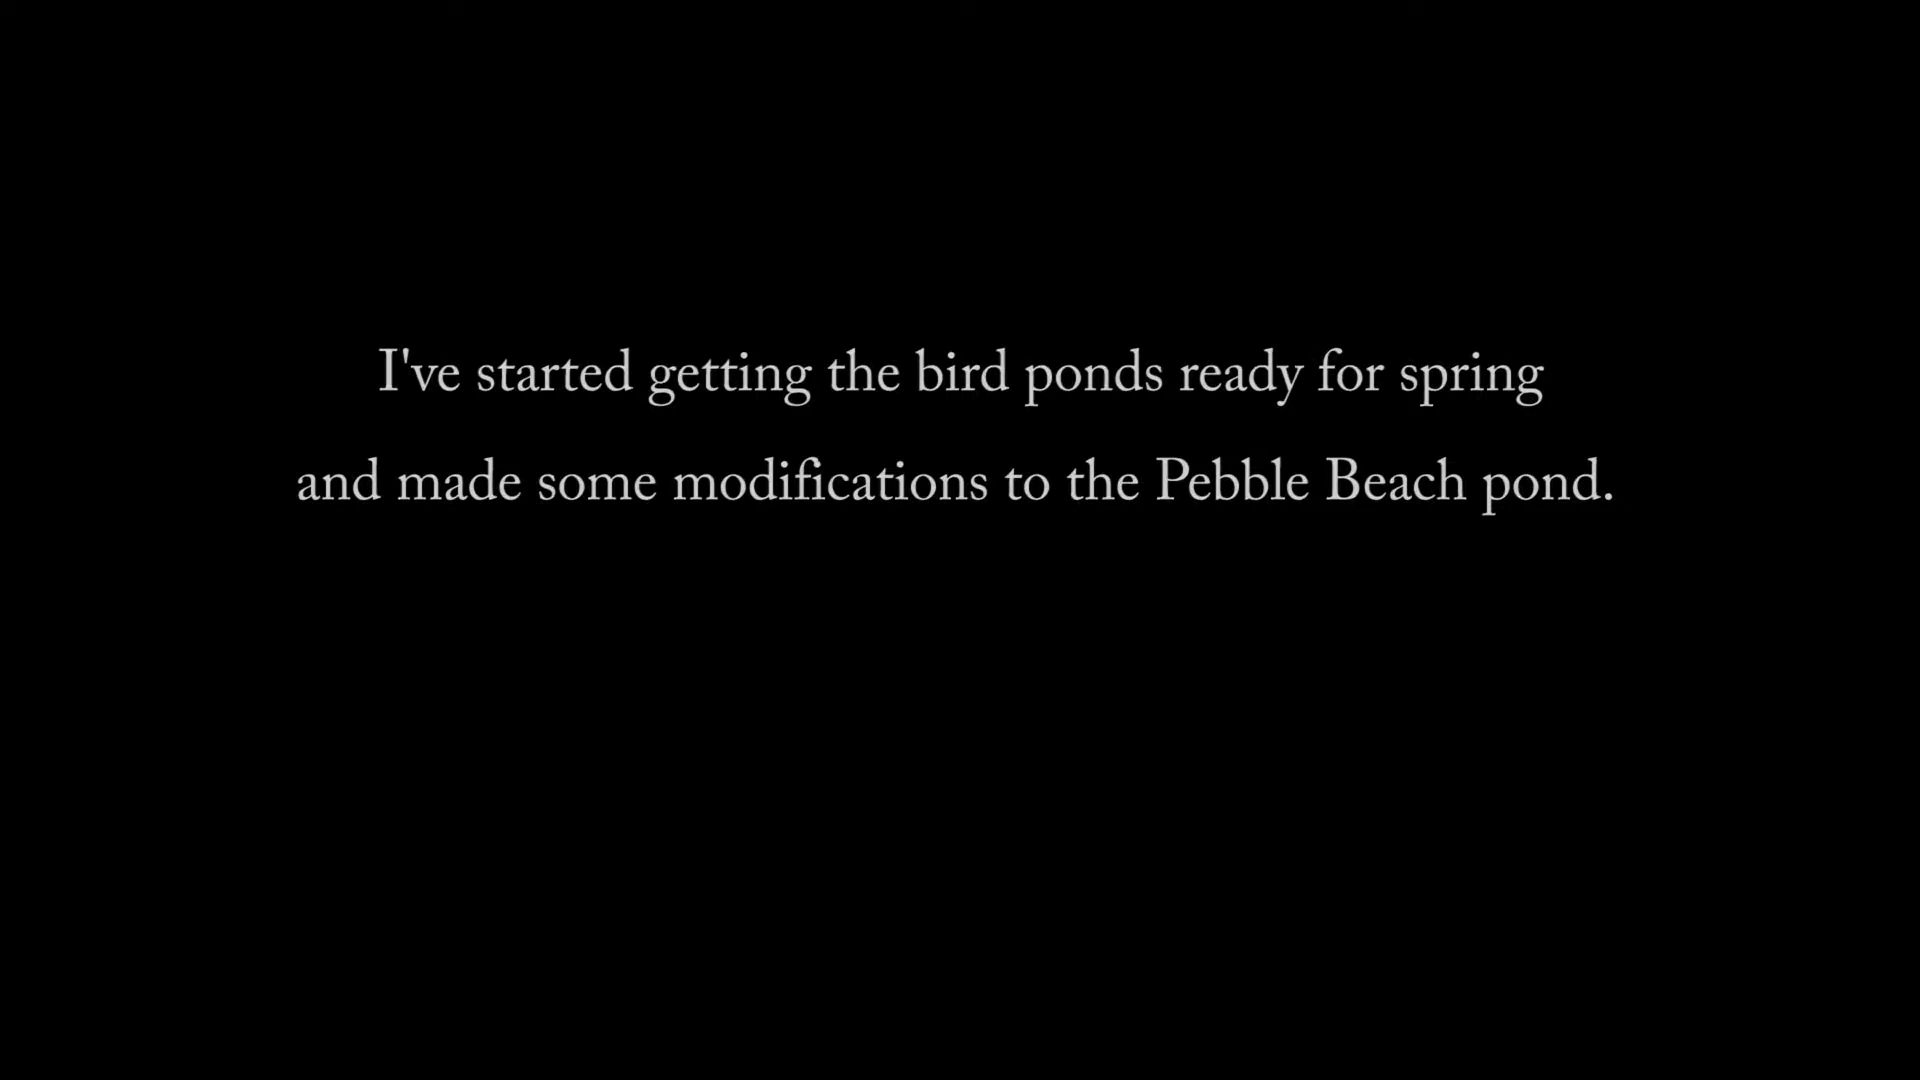 I've started getting the bird ponds ready for spring
and made some modifications to the Pebble Beach pond.